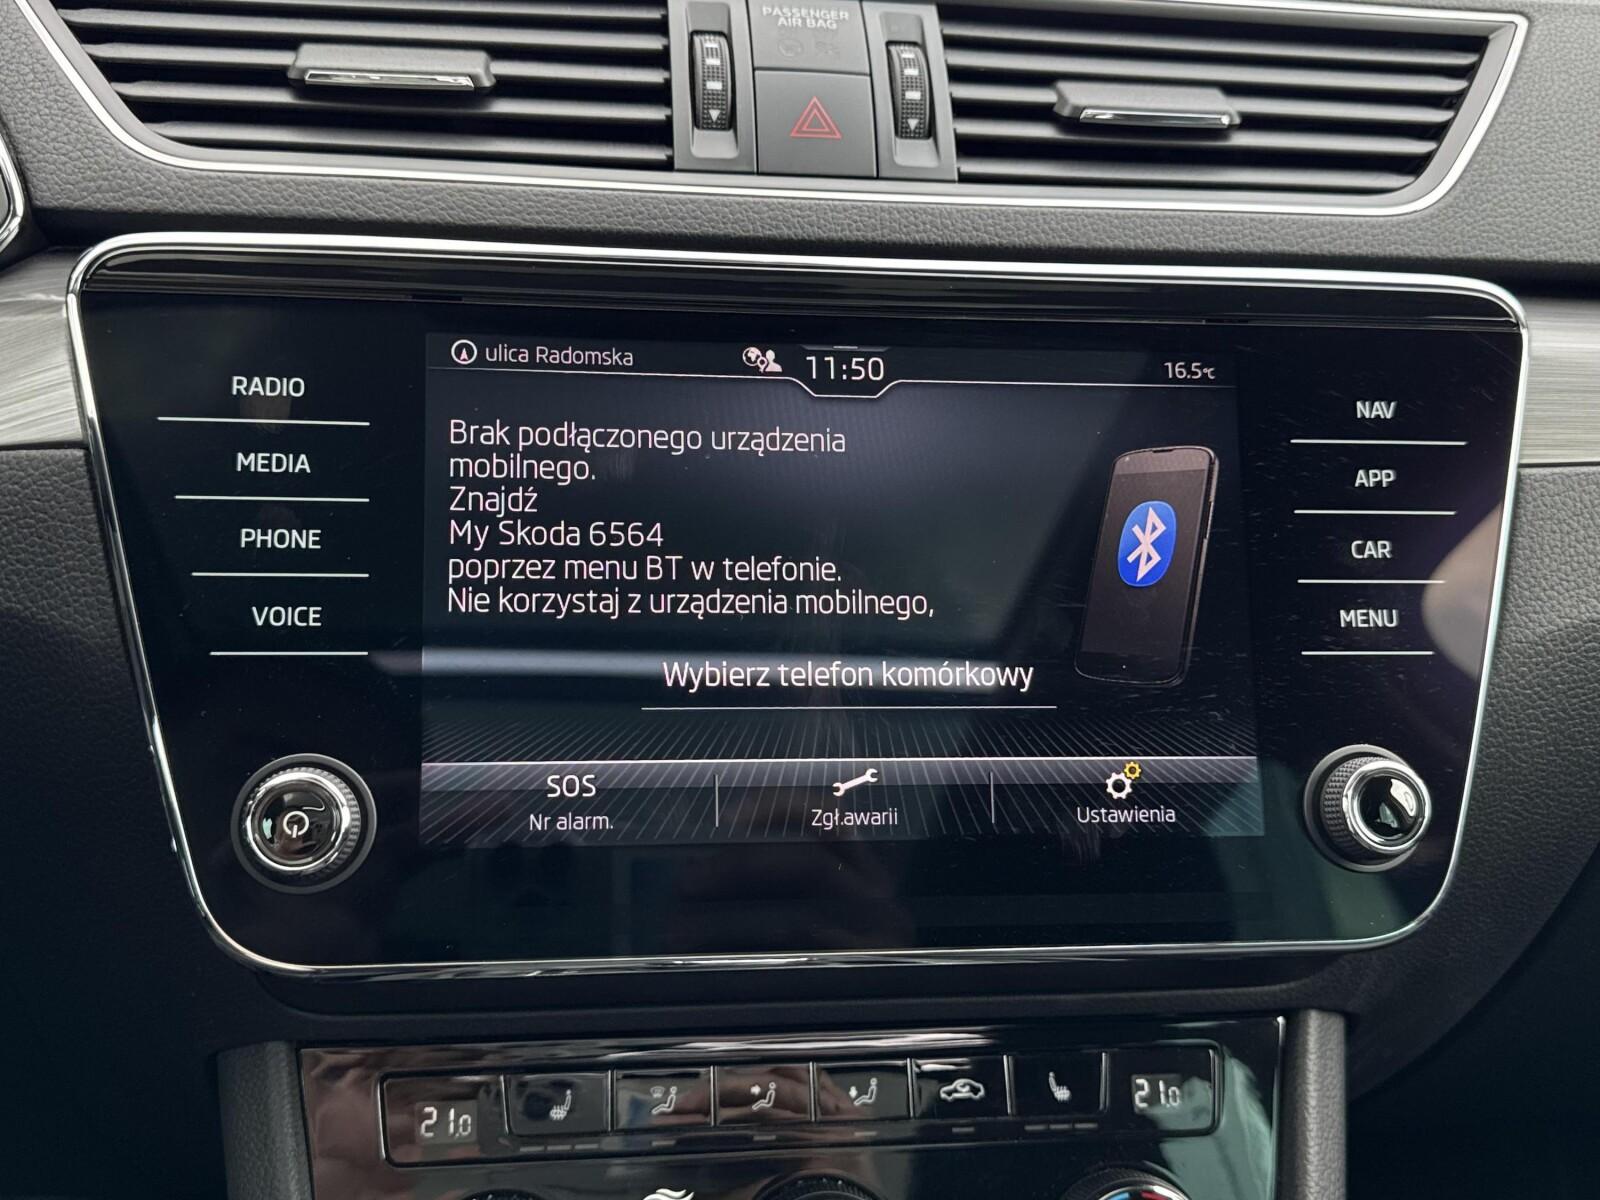 PASSENGER
AIR BAG
ulica Radomska
11:50
16.5°C
RADIO
MEDIA
PHONE
VOICE
Brak podłączonego urządzenia
mobilnego.
Znajdź
My Skoda 6564
poprzez menu BT w telefonie.
Nie korzystaj z urządzenia mobilnego,
Wybierz telefon komórkowy
SOS
Nr alarm.
Zgł.awarii
Ustawienia
NAV
APP
CAR
MENU
21.0
21.0